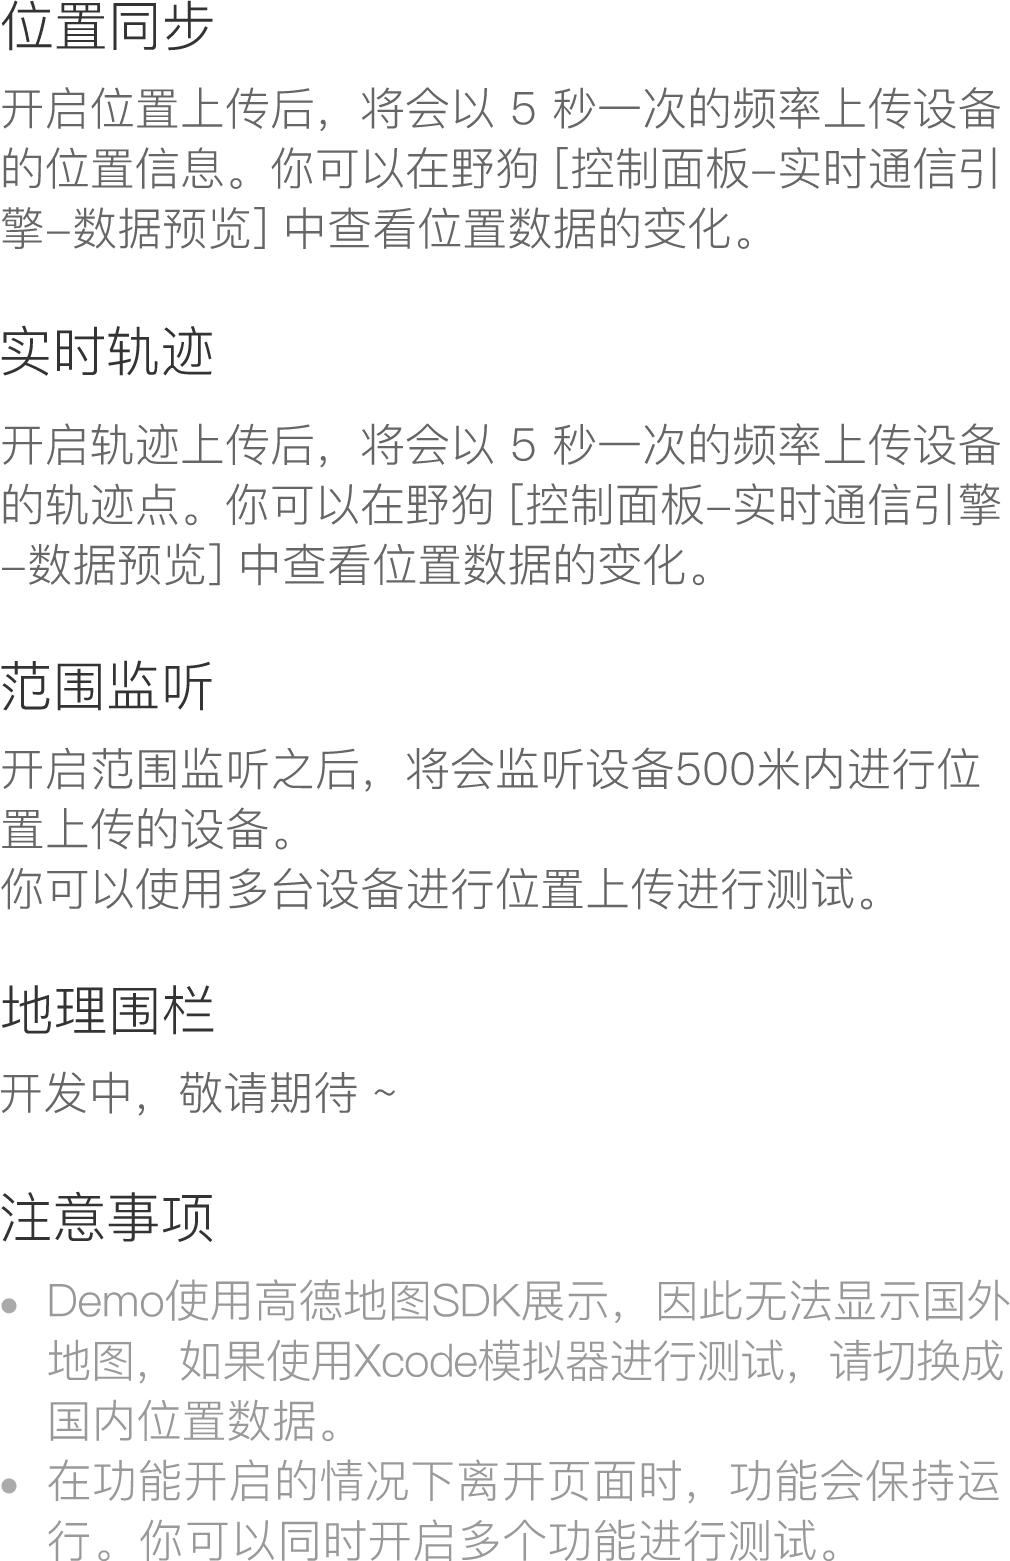 位置同步
开启位置上传后，将会以 5 秒一次的频率上传设备
的位置信息。你可以在野狗 [控制面板-实时通信引
擎-数据预览] 中查看位置数据的变化。
实时轨迹
开启轨迹上传后，将会以 5 秒一次的频率上传设备
的轨迹点。你可以在野狗 [控制面板-实时通信引擎
-数据预览] 中查看位置数据的变化。
范围监听
开启范围监听之后，将会监听设备500米内进行位
置上传的设备。
你可以使用多台设备进行位置上传进行测试。
地理围栏
开发中，敬请期待 ~
注意事项
• Demo使用高德地图SDK展示，因此无法显示国外
地图，如果使用Xcode模拟器进行测试，请切换成
国内位置数据。
• 在功能开启的情况下离开页面时，功能会保持运
行。你可以同时开启多个功能进行测试。